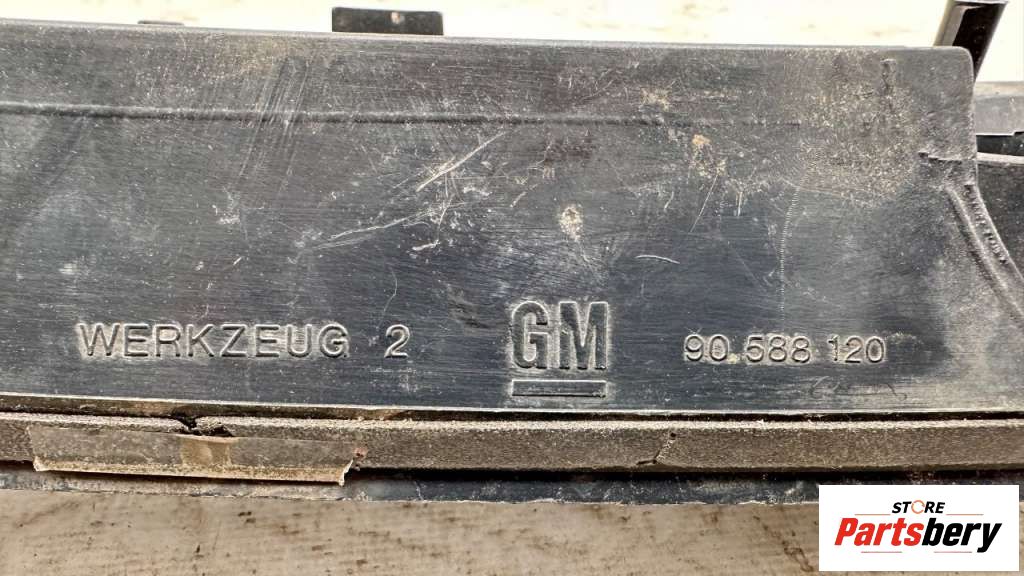 WERKZEUG 2 GM 90 588 120
STORE
Partsbery